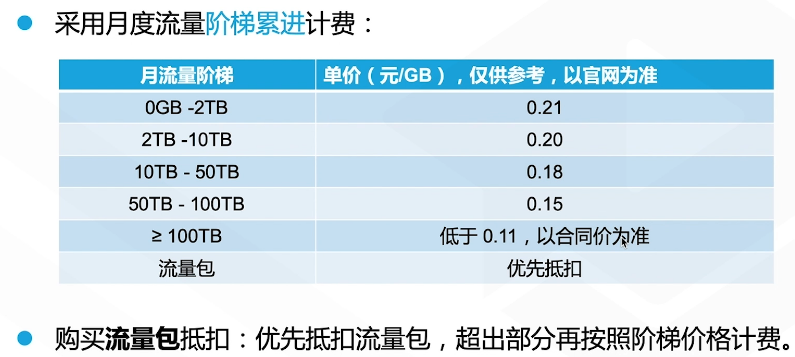 采用月度流量阶梯累进计费：
月流量阶梯 单价（元/GB），仅供参考，以官网为准
0GB -2TB 0.21
2TB -10TB 0.20
10TB - 50TB 0.18
50TB - 100TB 0.15
≥ 100TB 低于 0.11，以合同价为准
流量包 优先抵扣
购买流量包抵扣：优先抵扣流量包，超出部分再按照阶梯价格计费。